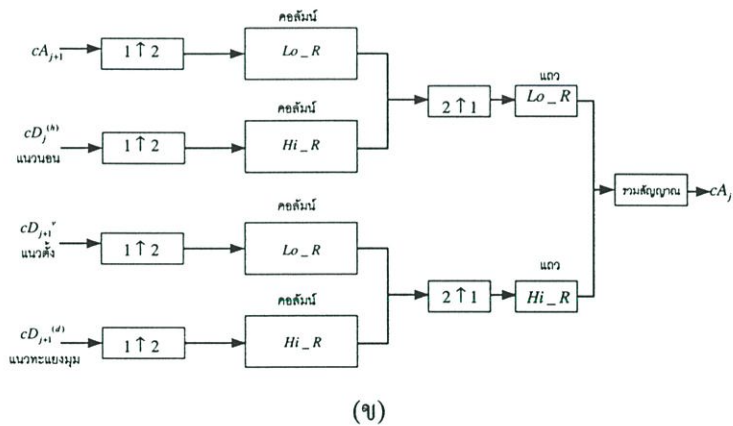 คอลัมน์
cA_{j+1} 1↑2 Lo_R
คอลัมน์ แถว
2↑1 Lo_R
cD_j^{(h)} 1↑2 Hi_R
แนวนอน
คอลัมน์
รวมสัญญาณ cA_j
cD_{j+1}^{v} 1↑2 Lo_R
แนวตั้ง
คอลัมน์ แถว
2↑1 Hi_R
cD_{j+1}^{(d)} 1↑2 Hi_R
แนวทะแยงมุม
(ข)